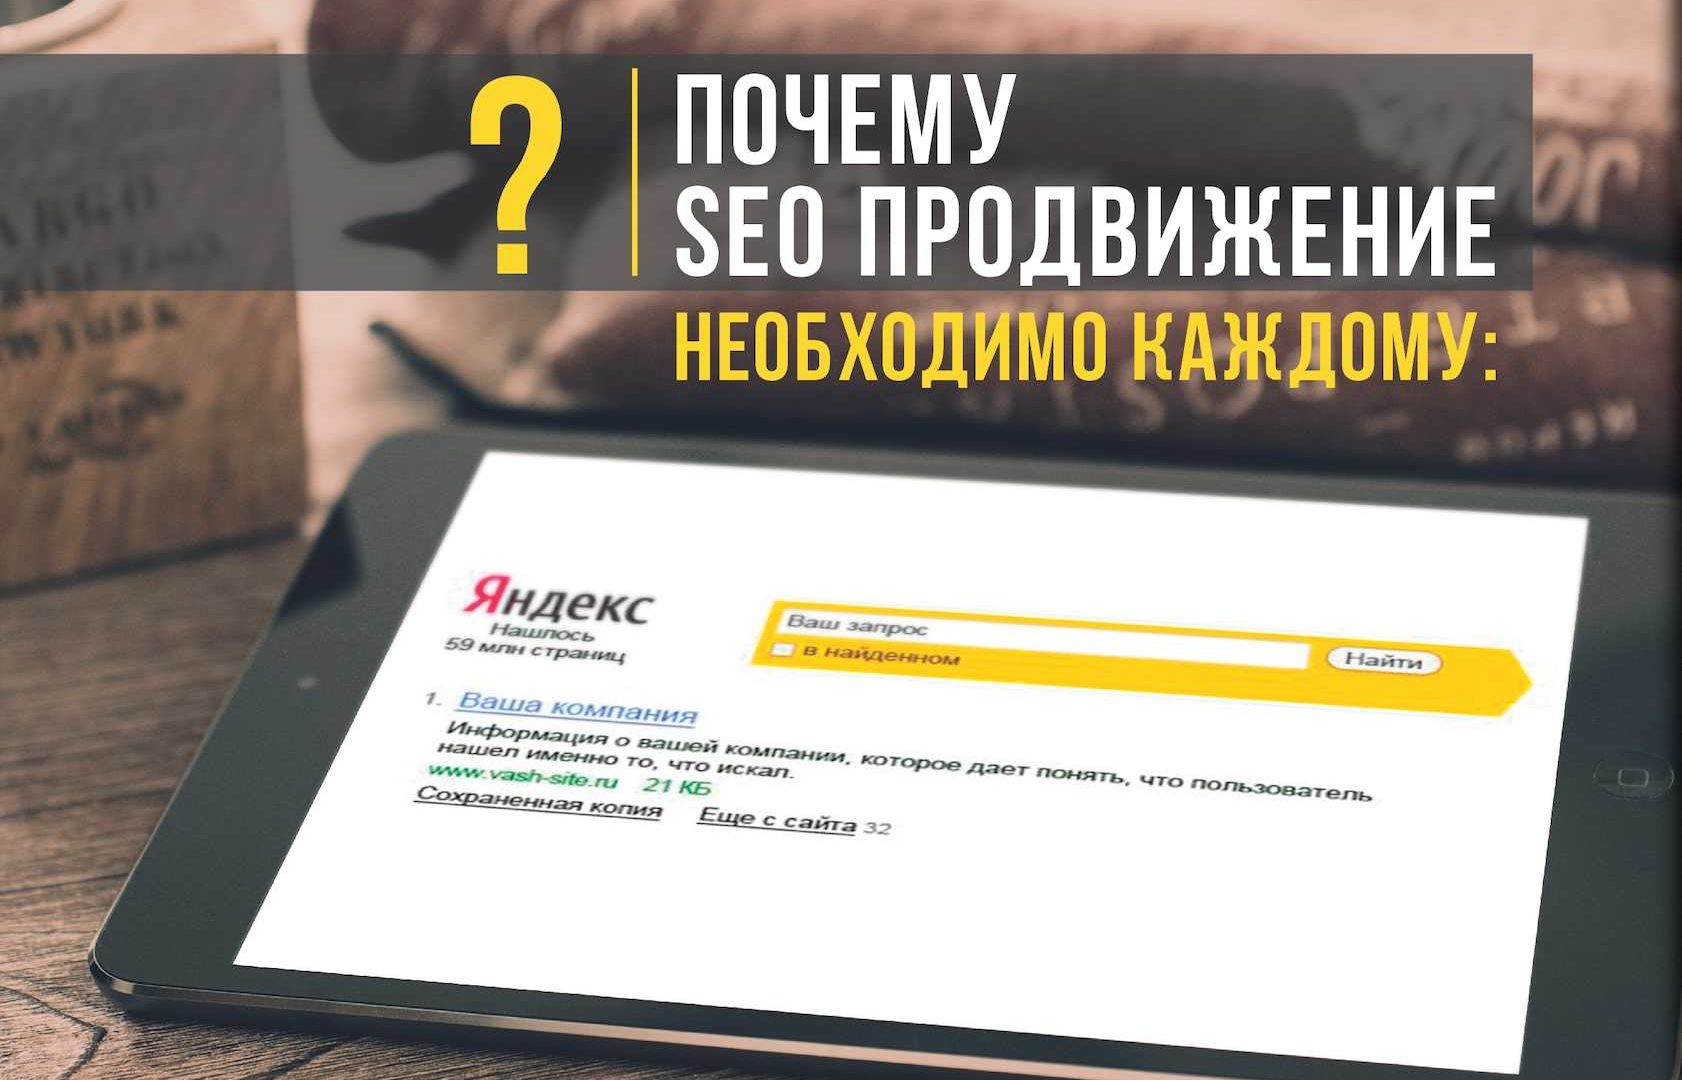 ?
ПОЧЕМУ
SEO ПРОДВИЖЕНИЕ
НЕОБХОДИМО КАЖДОМУ:
Яндекс
Нашлось
59 млн страниц
Ваш запрос
Найти
в найденном
1. Ваша компания
Информация о вашей компании, которое дает понять, что пользователь
нашел именно то, что искал.
www.vash-site.ru 21 КБ
Сохраненная копия Еще с сайта 32